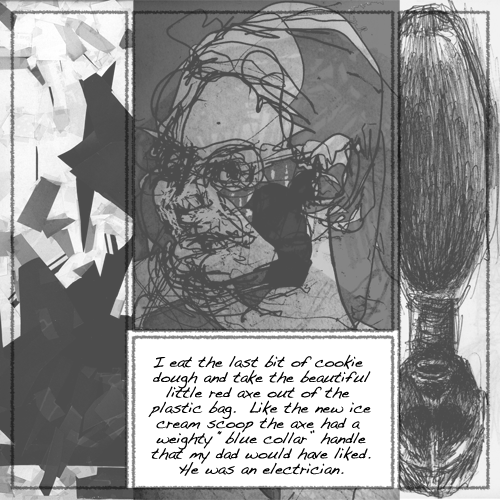 I eat the last bit of cookie
dough and take the beautiful
little red axe out of the
plastic bag. Like the new ice
cream scoop the axe had a
weighty "blue collar" handle
that my dad would have liked.
He was an electrician.